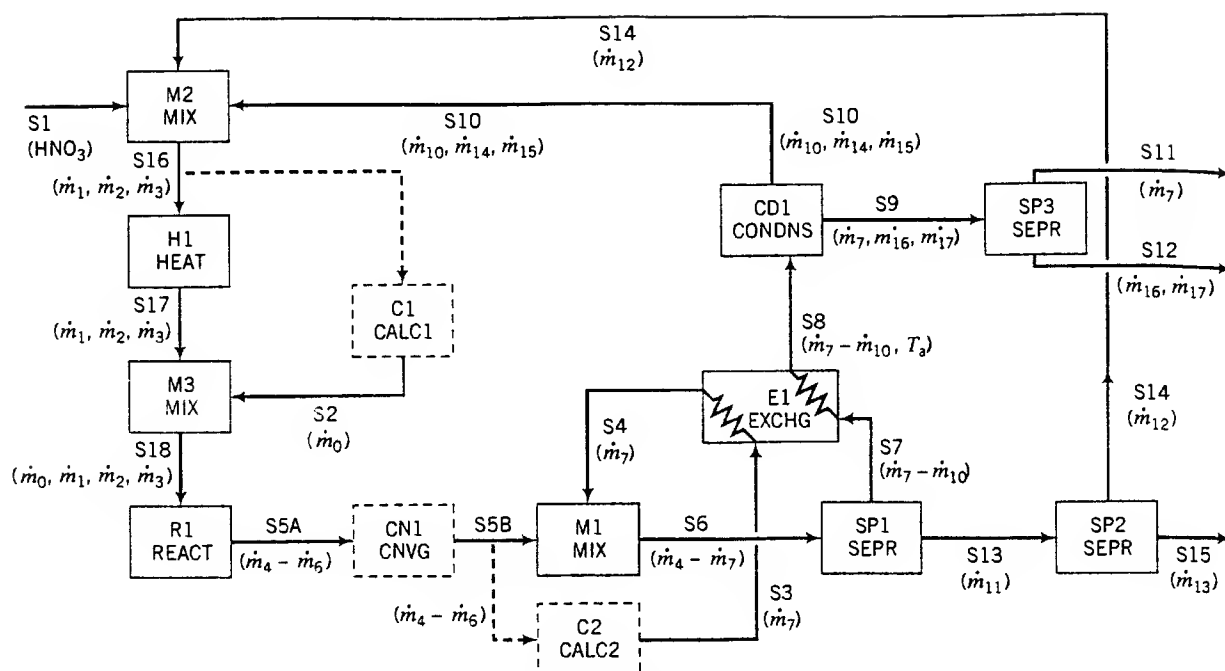 S14
(ṁ12)
M2
MIX
S1
(HNO3)
S10
(ṁ10, ṁ14, ṁ15)
S10
(ṁ10, ṁ14, ṁ15)
S11
(ṁ7)
S16
(ṁ1, ṁ2, ṁ3)
CD1
CONDNS
S9
(ṁ7, ṁ16, ṁ17)
SP3
SEPR
H1
HEAT
S12
(ṁ16, ṁ17)
S17
(ṁ1, ṁ2, ṁ3)
C1
CALC1
S8
(ṁ7 – ṁ10, Ta)
M3
MIX
S2
(ṁ0)
E1
EXCHG
S4
(ṁ7)
S14
(ṁ12)
S7
(ṁ7 – ṁ10)
S18
(ṁ0, ṁ1, ṁ2, ṁ3)
R1
REACT
S5A
(ṁ4 – ṁ6)
CN1
CNVG
S5B
M1
MIX
S6
(ṁ4 – ṁ7)
SP1
SEPR
S13
(ṁ11)
SP2
SEPR
S15
(ṁ13)
(ṁ4 – ṁ6)
C2
CALC2
S3
(ṁ7)